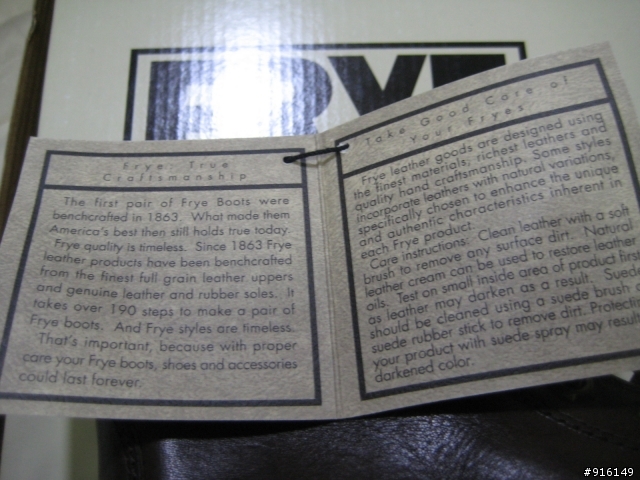 FRYE
Frye: True
Craftsmanship
The first pair of Frye Boots were
benchcrafted in 1863. What made them
America's best then still holds true today.
Frye quality is timeless. Since 1863 Frye
leather products have been benchcrafted
from the finest full grain leather uppers
and genuine leather and rubber soles. It
takes over 190 steps to make a pair of
Frye boots. And Frye styles are timeless.
That's important, because with proper
care your Frye boots, shoes and accessories
could last forever.
Take Good Care of
Your Fryes
Frye leather goods are designed using
the finest materials, richest leathers and
quality hand craftsmanship. Some styles
incorporate leathers with natural variations,
specifically chosen to enhance the unique
and authentic characteristics inherent in
each Frye product.
Care Instructions: Clean leather with a soft
brush to remove any surface dirt. Natural
leather cream can be used to restore leather
oils. Test on small inside area of product first
as leather may darken as a result. Suede
should be cleaned using a suede brush o
suede rubber stick to remove dirt. Protectin
your product with suede spray may result
darkened color.
#916149